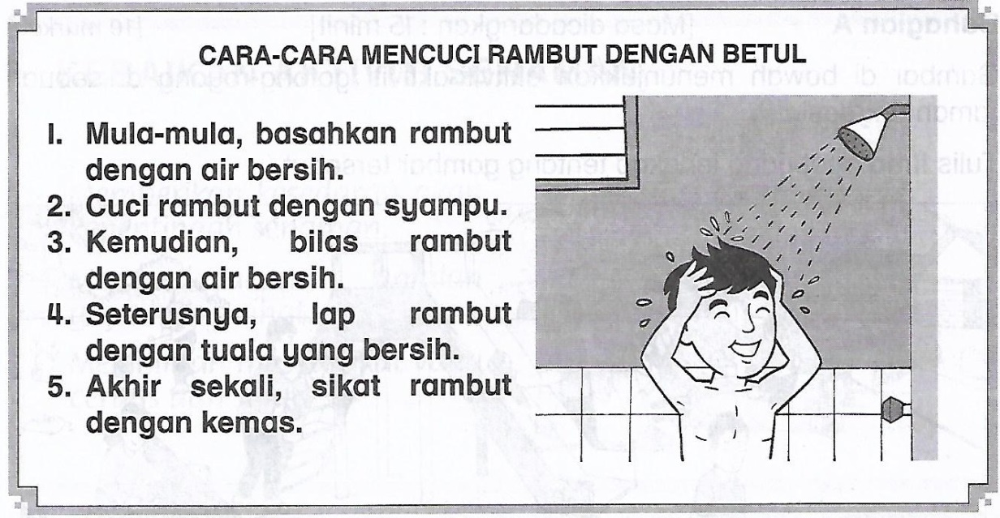 CARA-CARA MENCUCI RAMBUT DENGAN BETUL
1. Mula-mula, basahkan rambut
dengan air bersih.
2. Cuci rambut dengan syampu.
3. Kemudian, bilas rambut
dengan air bersih.
4. Seterusnya, lap rambut
dengan tuala yang bersih.
5. Akhir sekali, sikat rambut
dengan kemas.